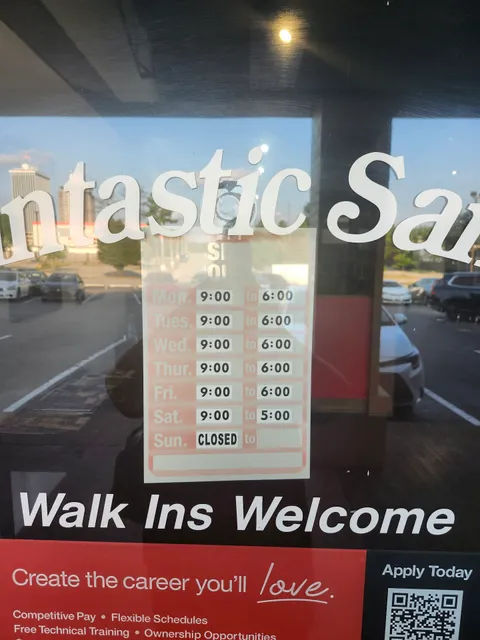 ntastic San
Mon. 9:00 to 6:00
Tues. 9:00 to 6:00
Wed. 9:00 to 6:00
Thur. 9:00 to 6:00
Fri. 9:00 to 6:00
Sat. 9:00 to 5:00
Sun. CLOSED to
Walk Ins Welcome
Create the career you'll love.
Apply Today
Competitive Pay • Flexible Schedules
Free Technical Training • Ownership Opportunities